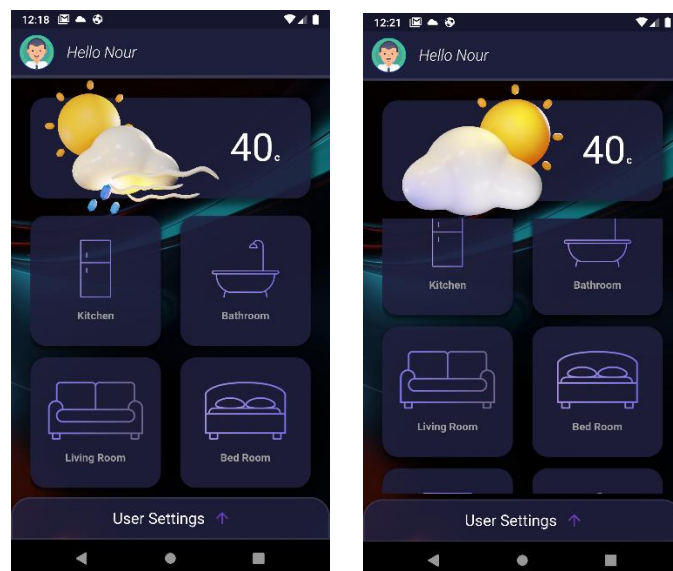 12:18
Hello Nour
40c
Kitchen Bathroom
Living Room Bed Room
User Settings ↑
12:21
Hello Nour
40c
Kitchen Bathroom
Living Room Bed Room
User Settings ↑